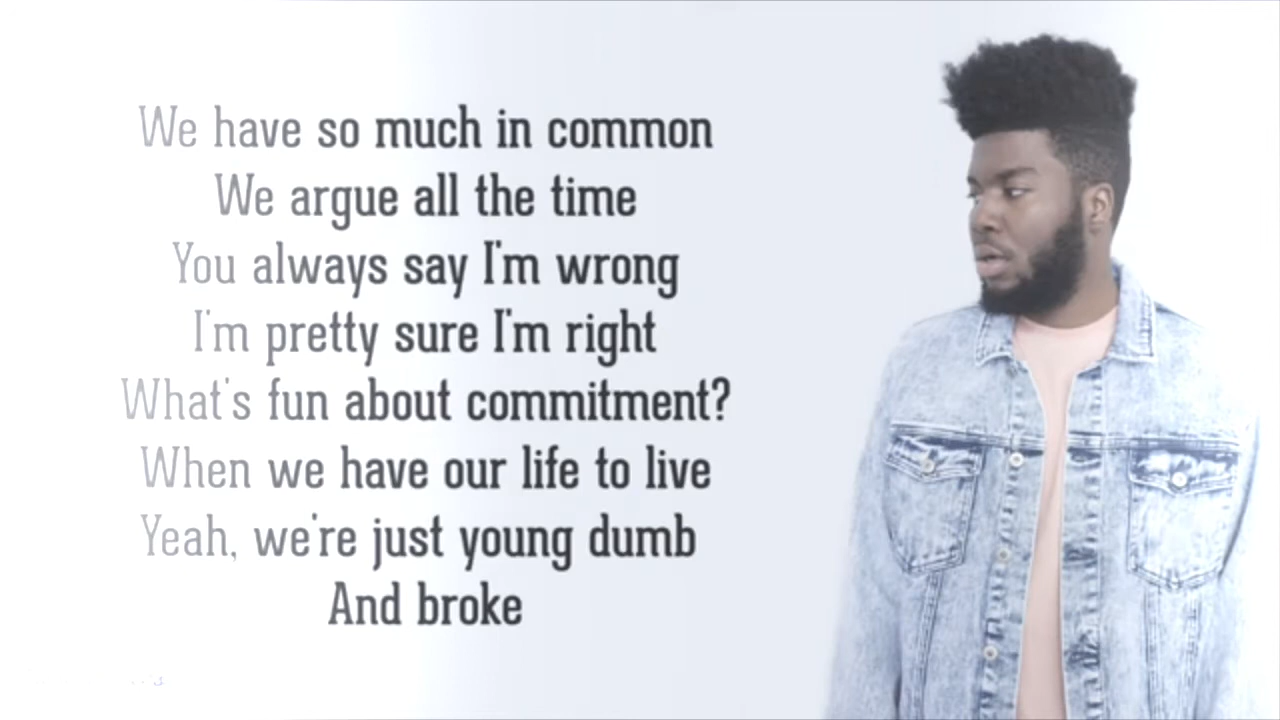 We have so much in common
We argue all the time
You always say I'm wrong
I'm pretty sure I'm right
What's fun about commitment?
When we have our life to live
Yeah, we're just young dumb
And broke